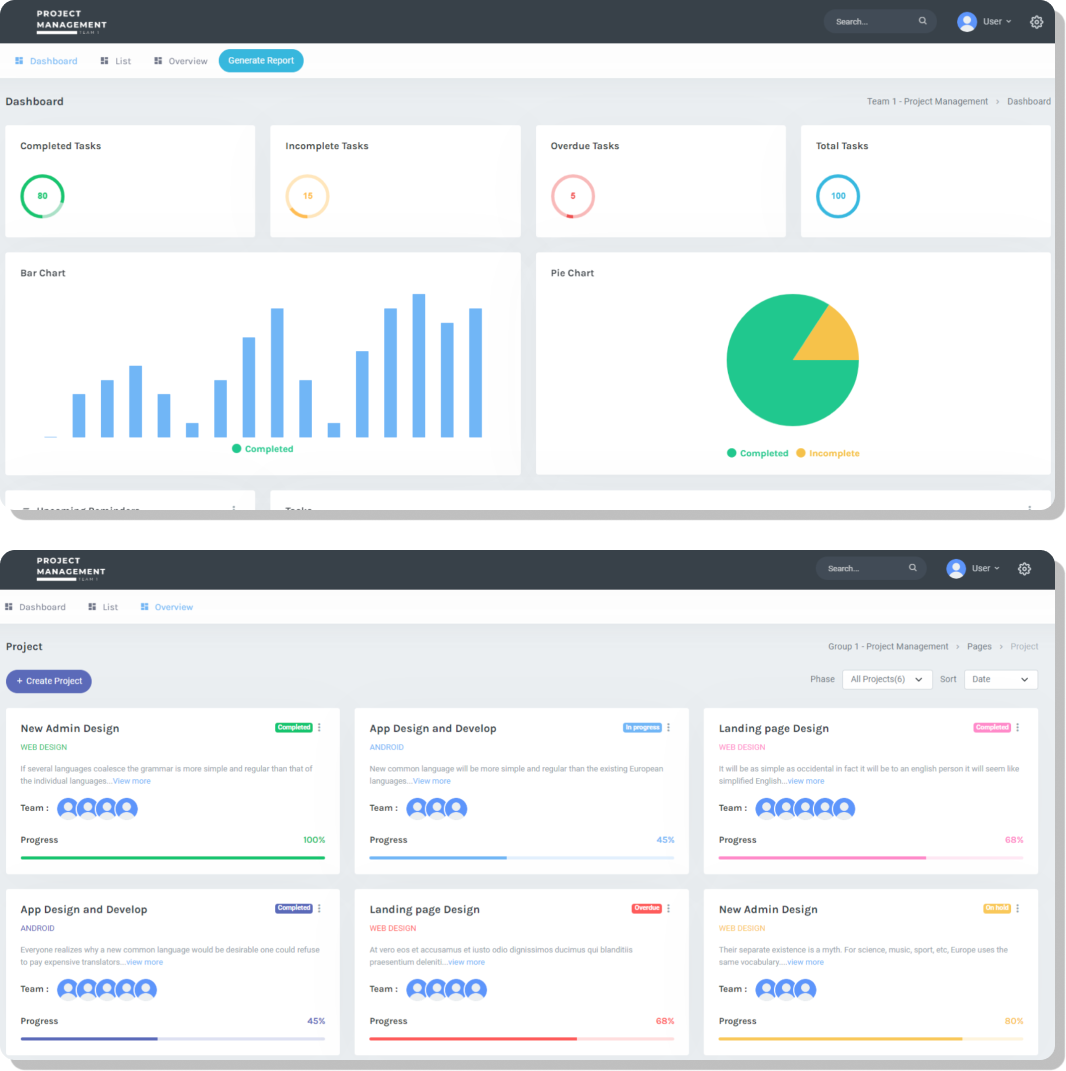 PROJECT
MANAGEMENT
TEAM 1
Search...
User
Dashboard
List
Overview
Generate Report
Dashboard
Team 1 - Project Management > Dashboard
Completed Tasks
Incomplete Tasks
Overdue Tasks
Total Tasks
80
15
5
100
Bar Chart
Pie Chart
Completed
Completed
Incomplete
Upcoming Reminders
Tasks
PROJECT
MANAGEMENT
TEAM 1
Search...
User
Dashboard
List
Overview
Project
Group 1 - Project Management > Pages > Project
+ Create Project
Phase
All Projects(6)
Sort
Date
New Admin Design
Completed
WEB DESIGN
If several languages coalesce the grammar is more simple and regular than that of
the individual languages...View more
Team :
Progress
100%
App Design and Develop
In progress
ANDROID
New common language will be more simple and regular than the existing European
languages...View more
Team :
Progress
45%
Landing page Design
Completed
WEB DESIGN
It will be as simple as occidental in fact it will be to an english person it will seem like
simplified English...view more
Team :
Progress
68%
App Design and Develop
Completed
ANDROID
Everyone realizes why a new common language would be desirable one could refuse
to pay expensive translators...view more
Team :
Progress
45%
Landing page Design
Overdue
WEB DESIGN
At vero eos et accusamus et iusto odio dignissimos ducimus qui blanditiis
praesentium deleniti...view more
Team :
Progress
68%
New Admin Design
On hold
WEB DESIGN
Their separate existence is a myth. For science, music, sport, etc, Europe uses the
same vocabulary....view more
Team :
Progress
80%